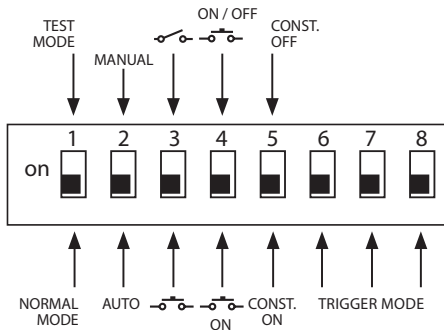 ON / OFF
TEST
MODE
CONST.
OFF
MANUAL
1 2 3 4 5 6 7 8
on
NORMAL
MODE
AUTO
ON
CONST.
ON
TRIGGER MODE